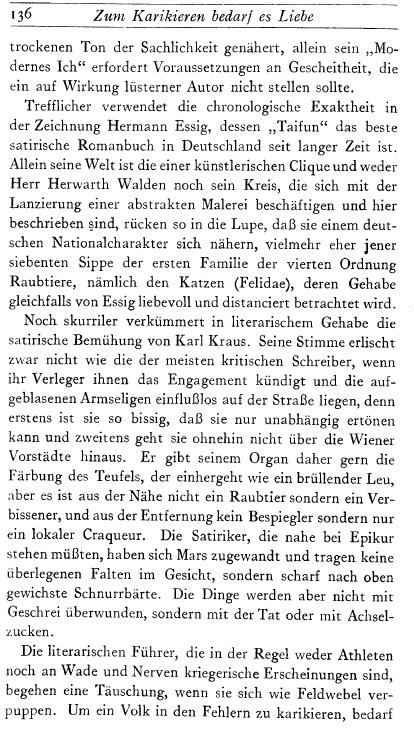 136 Zum Karikieren bedarf es Liebe
trockenen Ton der Sachlichkeit genähert, allein sein „Mo-
dernes Ich“ erfordert Voraussetzungen an Gescheitheit, die
ein auf Wirkung lüsterner Autor nicht stellen sollte.
Trefflicher verwendet die chronologische Exaktheit in
der Zeichnung Hermann Essig, dessen „Taifun“ das beste
satirische Romanbuch in Deutschland seit langer Zeit ist.
Allein seine Welt ist die einer künstlerischen Clique und weder
Herr Herwarth Walden noch sein Kreis, die sich mit der
Lanzierung einer abstrakten Malerei beschäftigen und hier
beschrieben sind, rücken so in die Lupe, daß sie einem deut-
schen Nationalcharakter sich nähern, vielmehr eher jener
siebenten Sippe der ersten Familie der vierten Ordnung
Raubtiere, nämlich den Katzen (Felidae), deren Gehabe
gleichfalls von Essig liebevoll und distanciert betrachtet wird.
Noch skurriler verkümmert in literarischem Gehabe die
satirische Bemühung von Karl Kraus. Seine Stimme erlischt
zwar nicht wie die der meisten kritischen Schreiber, wenn
ihr Verleger ihnen das Engagement kündigt und die auf-
geblasenen Armseligen einflußlos auf der Straße liegen, denn
erstens ist sie so bissig, daß sie nur unabhängig ertönen
kann und zweitens geht sie ohnehin nicht über die Wiener
Vorstädte hinaus. Er gibt seinem Organ daher gern die
Färbung des Teufels, der einhergeht wie ein brüllender Leu,
aber es ist aus der Nähe nicht ein Raubtier sondern ein Ver-
bissener, und aus der Entfernung kein Bespiegler sondern nur
ein lokaler Craqueur. Die Satiriker, die nahe bei Epikur
stehen müßten, haben sich Mars zugewandt und tragen keine
überlegenen Falten im Gesicht, sondern scharf nach oben
gewichste Schnurrbärte. Die Dinge werden aber nicht mit
Geschrei überwunden, sondern mit der Tat oder mit Achsel-
zucken.
Die literarischen Führer, die in der Regel weder Athleten
noch an Wade und Nerven kriegerische Erscheinungen sind,
begehen eine Täuschung, wenn sie sich wie Feldwebel ver-
puppen. Um ein Volk in den Fehlern zu karikieren, bedarf